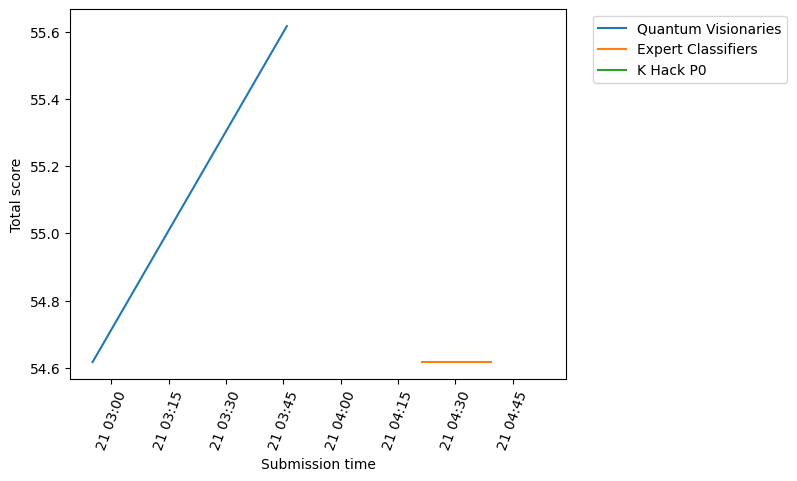 Quantum Visionaries
Expert Classifiers
K Hack P0
Total score
55.6
55.4
55.2
55.0
54.8
54.6
21 03:00
21 03:15
21 03:30
21 03:45
21 04:00
21 04:15
21 04:30
21 04:45
Submission time